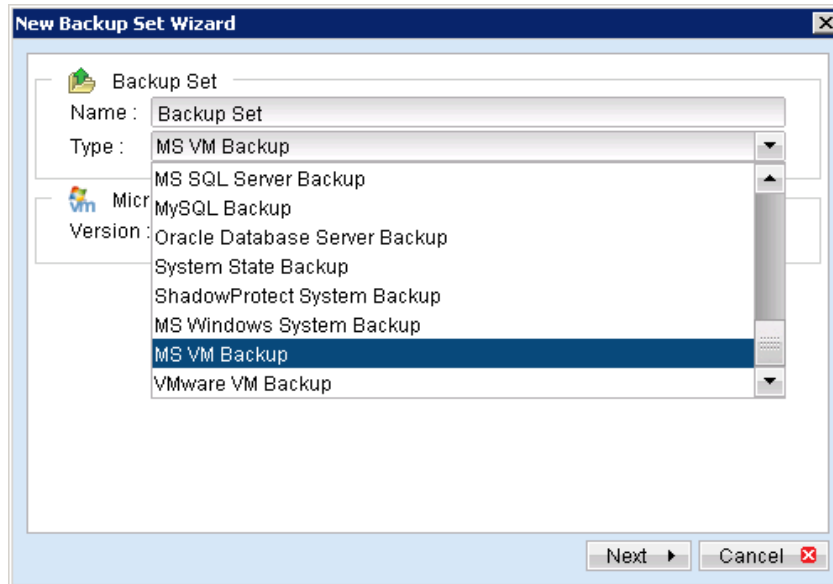 New Backup Set Wizard
Backup Set
Name : Backup Set
Type : MS VM Backup
MS SQL Server Backup
Micr
MySQL Backup
Version :
Oracle Database Server Backup
System State Backup
ShadowProtect System Backup
MS Windows System Backup
MS VM Backup
VMware VM Backup
Next
Cancel